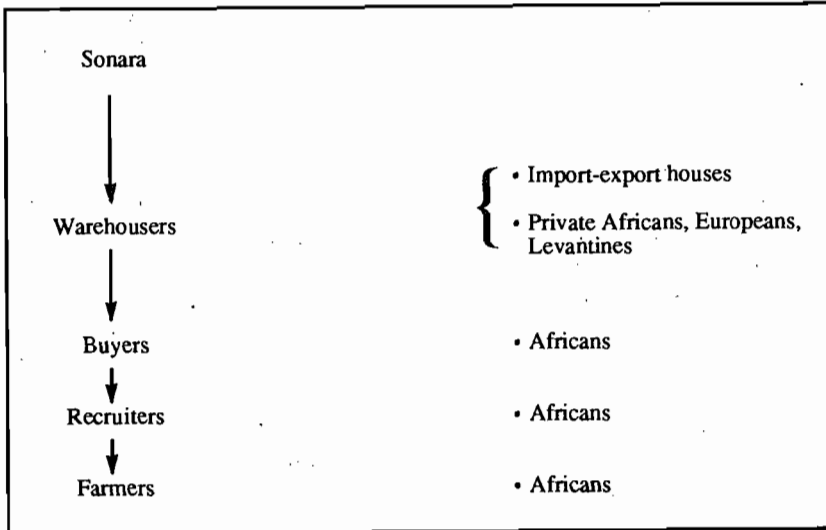 Sonara
• Import-export houses
Warehousers
• Private Africans, Europeans,
Levantines
Buyers
• Africans
Recruiters
• Africans
Farmers
• Africans